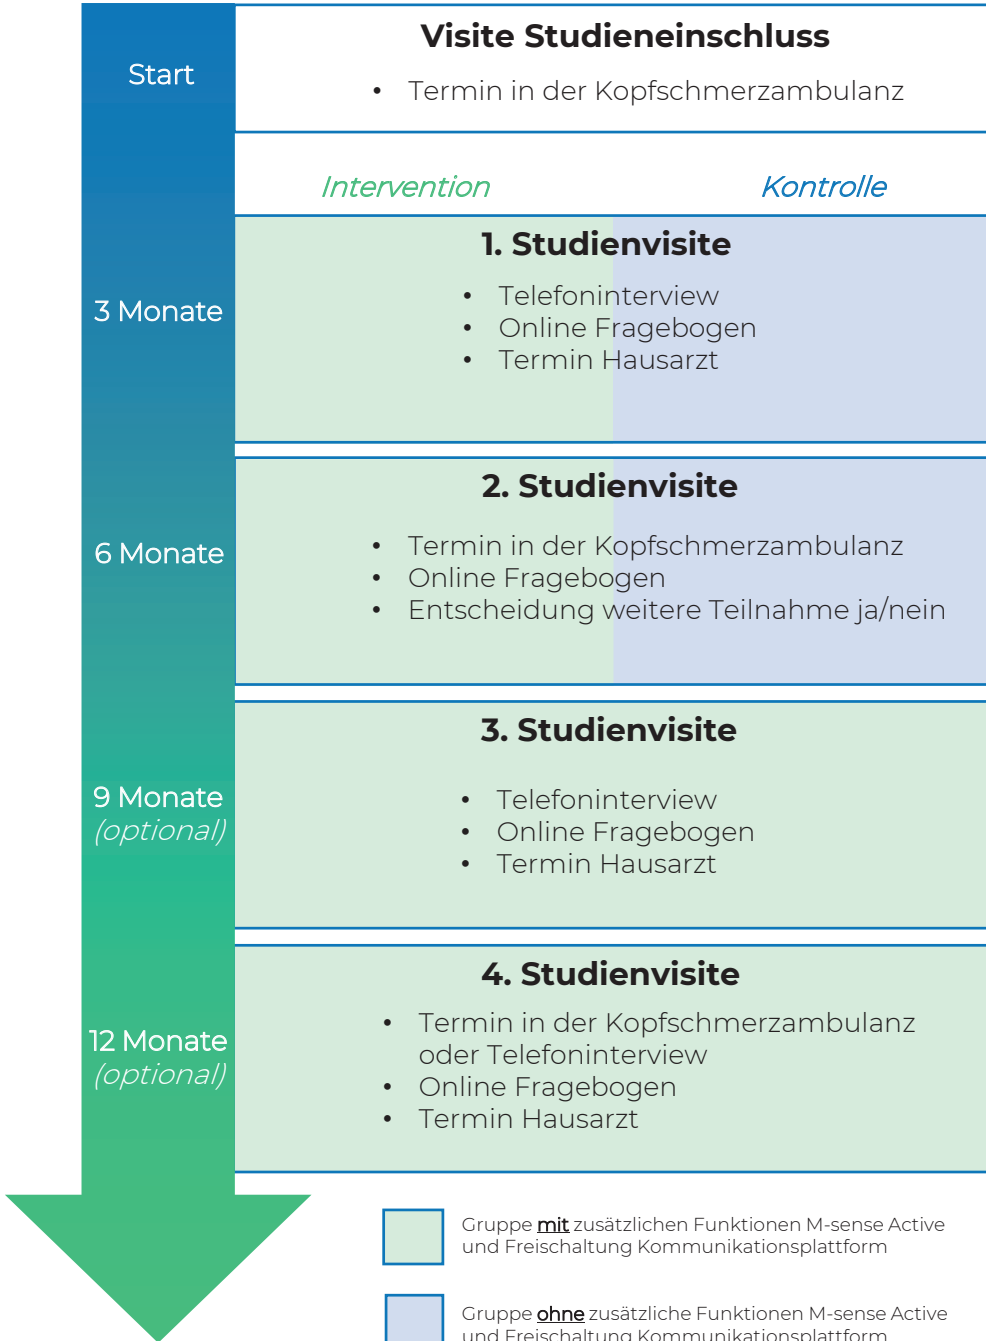 Visite Studieneinschluss
Start
• Termin in der Kopfschmerzambulanz
Intervention
Kontrolle
1. Studienvisite
3 Monate
• Telefoninterview
• Online Fragebogen
• Termin Hausarzt
2. Studienvisite
6 Monate
• Termin in der Kopfschmerzambulanz
• Online Fragebogen
• Entscheidung weitere Teilnahme ja/nein
3. Studienvisite
9 Monate
(optional)
• Telefoninterview
• Online Fragebogen
• Termin Hausarzt
4. Studienvisite
12 Monate
(optional)
• Termin in der Kopfschmerzambulanz
oder Telefoninterview
• Online Fragebogen
• Termin Hausarzt
Gruppe mit zusätzlichen Funktionen M-sense Active
und Freischaltung Kommunikationsplattform
Gruppe ohne zusätzliche Funktionen M-sense Active
und Freischaltung Kommunikationsplattform